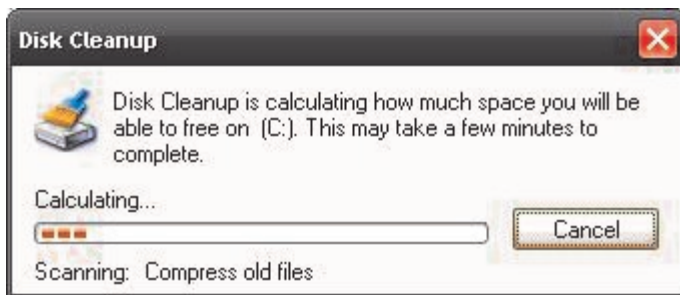 Disk Cleanup
Disk Cleanup is calculating how much space you will be
able to free on (C:). This may take a few minutes to
complete.
Calculating...
Cancel
Scanning: Compress old files